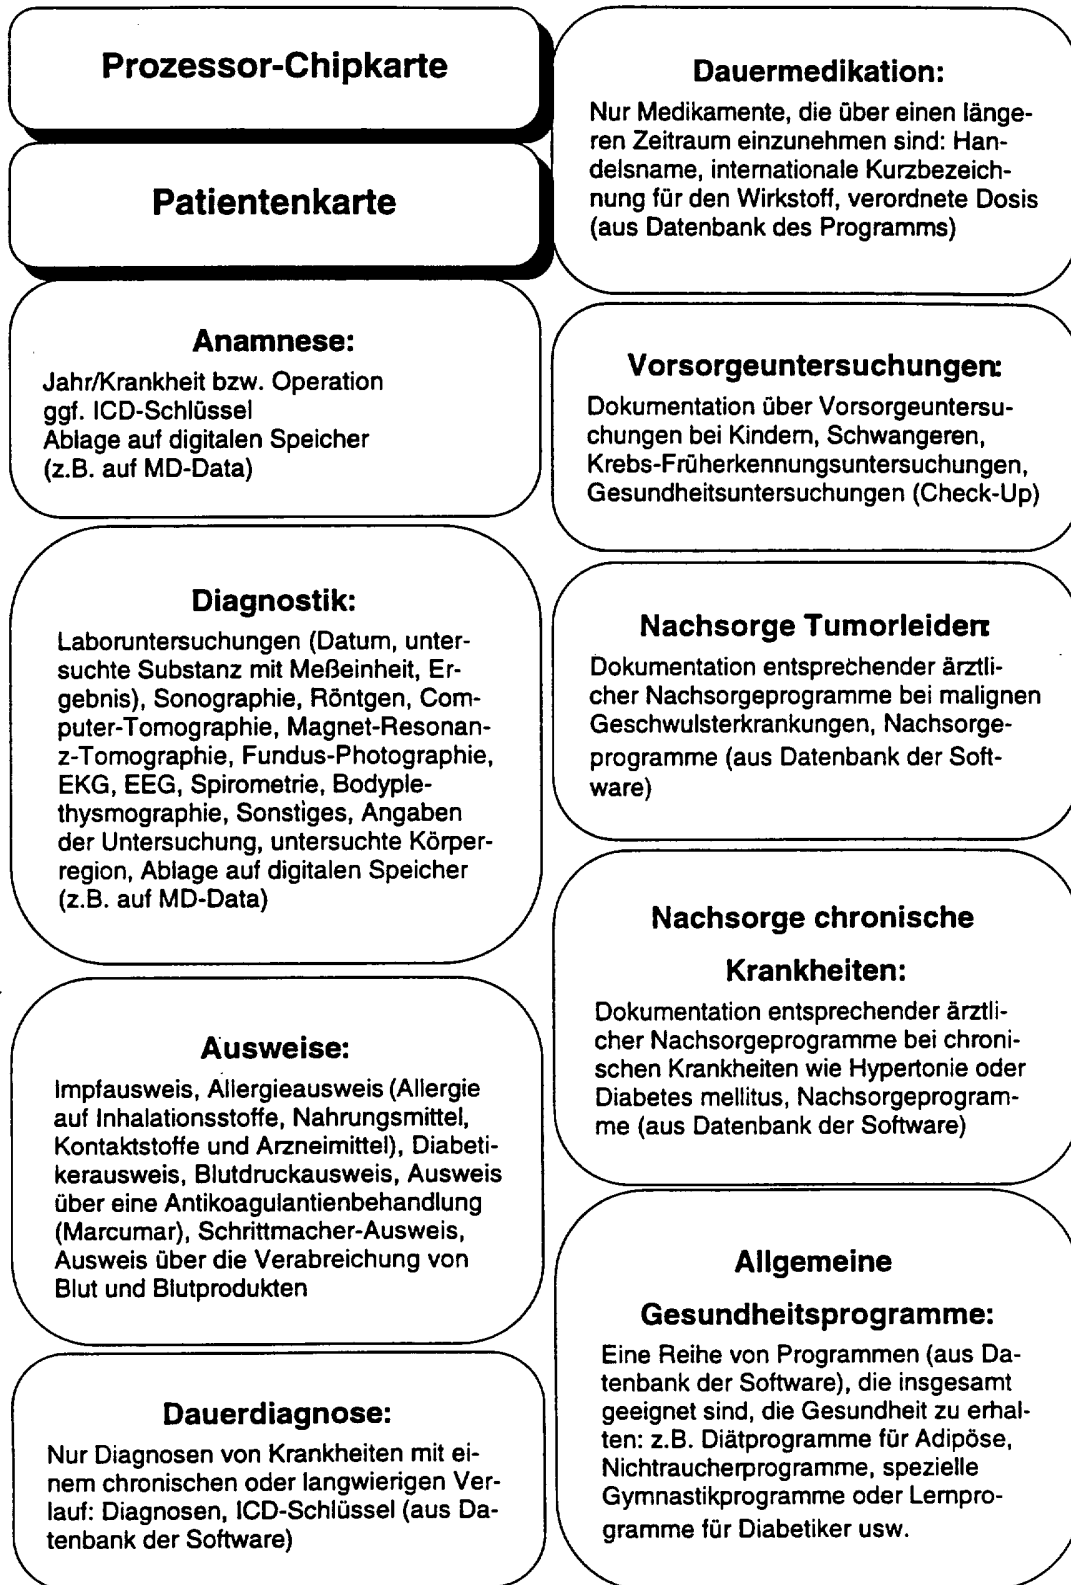 Prozessor-Chipkarte
Patientenkarte
Anamnese:
Jahr/Krankheit bzw. Operation
ggf. ICD-Schlüssel
Ablage auf digitalen Speicher
(z.B. auf MD-Data)
Diagnostik:
Laboruntersuchungen (Datum, unter-
suchte Substanz mit Meßeinheit, Er-
gebnis), Sonographie, Röntgen, Com-
puter-Tomographie, Magnet-Resonan-
z-Tomographie, Fundus-Photographie,
EKG, EEG, Spirometrie, Bodyple-
thysmographie, Sonstiges, Angaben
der Untersuchung, untersuchte Körper-
region, Ablage auf digitalen Speicher
(z.B. auf MD-Data)
Ausweise:
Impfausweis, Allergieausweis (Allergie
auf Inhalationsstoffe, Nahrungsmittel,
Kontaktstoffe und Arzneimittel), Diabeti-
kerausweis, Blutdruckausweis, Ausweis
über eine Antikoagulantienbehandlung
(Marcumar), Schrittmacher-Ausweis,
Ausweis über die Verabreichung von
Blut und Blutprodukten
Dauerdiagnose:
Nur Diagnosen von Krankheiten mit ei-
nem chronischen oder langwierigen Ver-
lauf: Diagnosen, ICD-Schlüssel (aus Da-
tenbank der Software)
Dauermedikation:
Nur Medikamente, die über einen länge-
ren Zeitraum einzunehmen sind: Han-
delsname, internationale Kurzbezeich-
nung für den Wirkstoff, verordnete Dosis
(aus Datenbank des Programms)
Vorsorgeuntersuchungen:
Dokumentation über Vorsorgeuntersu-
chungen bei Kindern, Schwangeren,
Krebs-Früherkennungsuntersuchungen,
Gesundheitsuntersuchungen (Check-Up)
Nachsorge Tumorleiden:
Dokumentation entsprechender ärztli-
cher Nachsorgeprogramme bei malignen
Geschwulsterkrankungen, Nachsorge-
programme (aus Datenbank der Soft-
ware)
Nachsorge chronische
Krankheiten:
Dokumentation entsprechender ärztli-
cher Nachsorgeprogramme bei chroni-
schen Krankheiten wie Hypertonie oder
Diabetes mellitus, Nachsorgeprogram-
me (aus Datenbank der Software)
Allgemeine
Gesundheitsprogramme:
Eine Reihe von Programmen (aus Da-
tenbank der Software), die insgesamt
geeignet sind, die Gesundheit zu erhal-
ten: z.B. Diätprogramme für Adipöse,
Nichtraucherprogramme, spezielle
Gymnastikprogramme oder Lernpro-
gramme für Diabetiker usw.